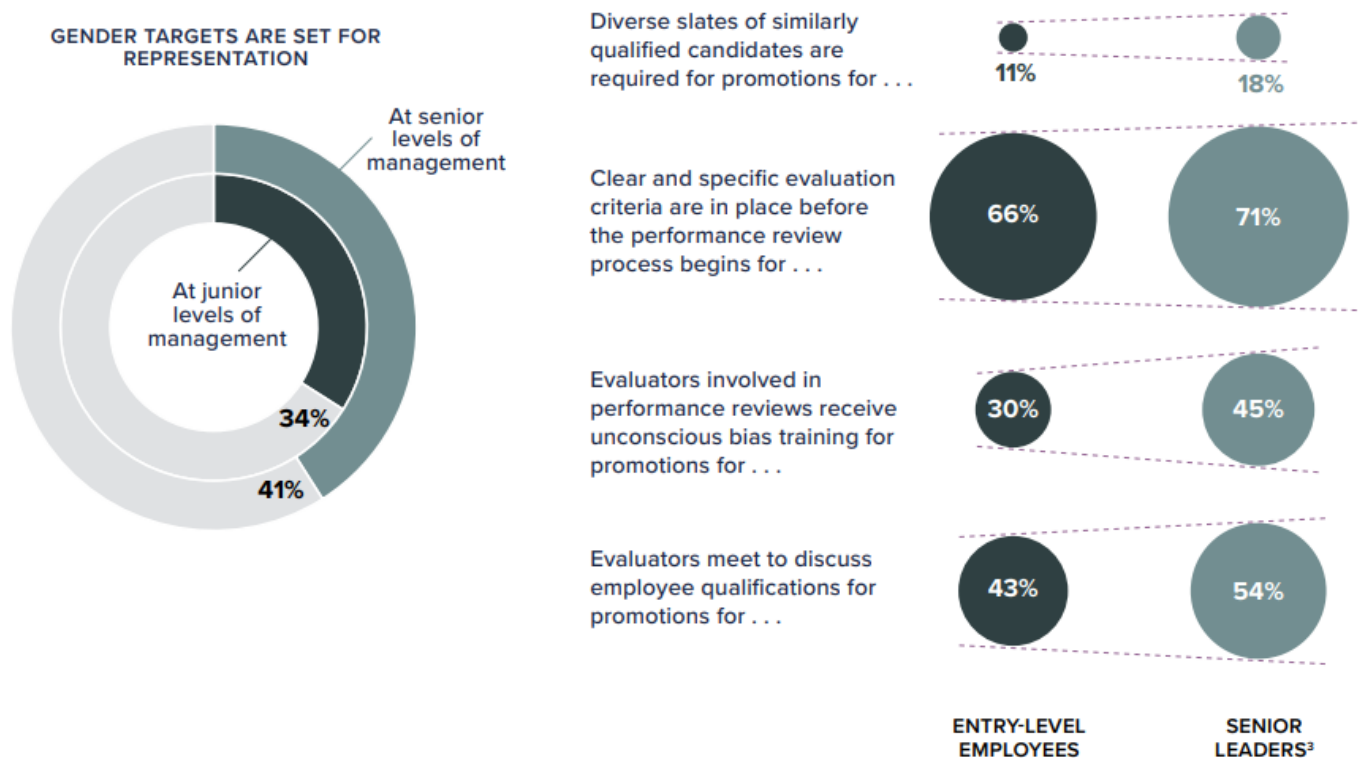 GENDER TARGETS ARE SET FOR
REPRESENTATION
At senior
levels of
management
At junior
levels of
management
34%
41%
Diverse slates of similarly
qualified candidates are
required for promotions for . . .
11%
18%
Clear and specific evaluation
criteria are in place before
the performance review
process begins for . . .
66%
71%
Evaluators involved in
performance reviews receive
unconscious bias training for
promotions for . . .
30%
45%
Evaluators meet to discuss
employee qualifications for
promotions for . . .
43%
54%
ENTRY-LEVEL
EMPLOYEES
SENIOR
LEADERS³